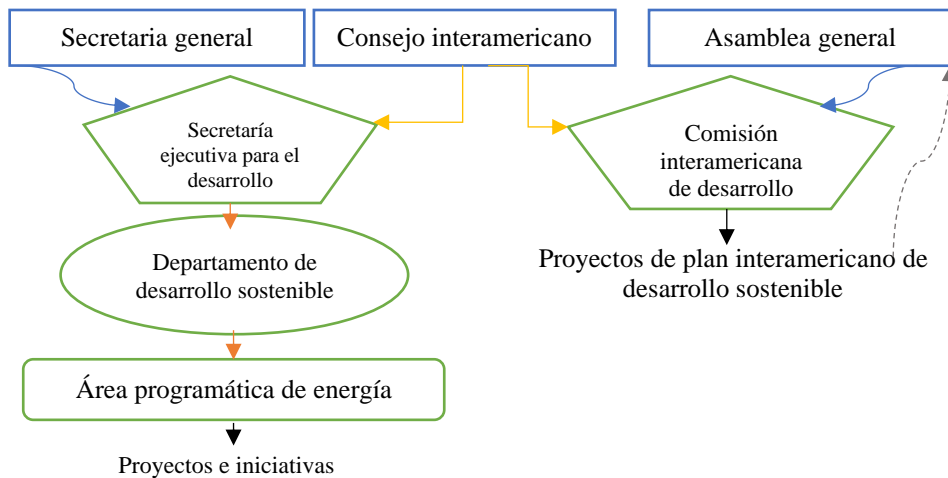 Secretaria general
Consejo interamericano
Asamblea general
Secretaría
ejecutiva para el
desarrollo
Comisión
interamericana
de desarrollo
Departamento de
desarrollo sostenible
Proyectos de plan interamericano de
desarrollo sostenible
Área programática de energía
Proyectos e iniciativas